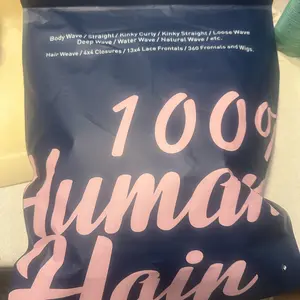 Body Wave / Straight / Kinky Curly / Kinky Straight / Loose Wave
Deep Wave / Water Wave / Natural Wave / etc.
Hair Weave / 4x4 Closures / 13x4 Lace Frontals / 360 Frontals and Wigs.
100%
Human
Hair